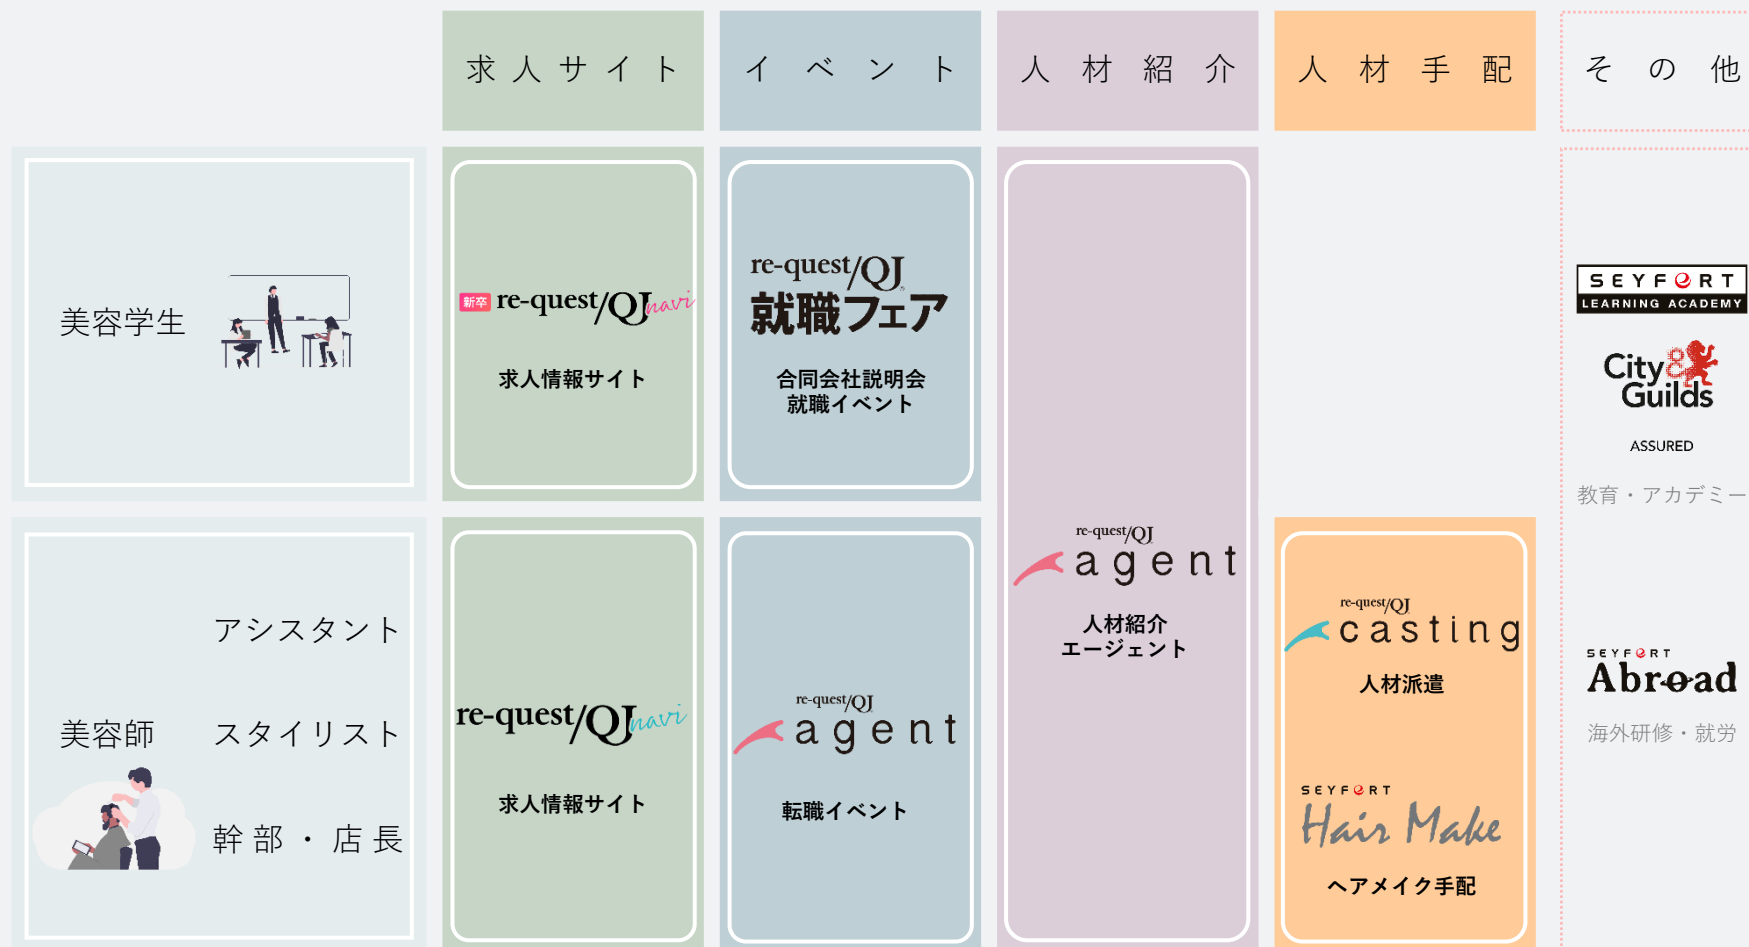 求人サイト
イベント
人材紹介
人材手配
その他
美容学生
新卒 re-quest/QJ navi
求人情報サイト
re-quest/QJ
就職フェア
合同会社説明会
就職イベント
SEYFORT
LEARNING ACADEMY
City &
Guilds
ASSURED
教育・アカデミー
美容師
アシスタント
スタイリスト
幹部・店長
re-quest/QJ navi
求人情報サイト
re-quest/QJ
agent
転職イベント
re-quest/QJ
agent
人材紹介
エージェント
re-quest/QJ
casting
人材派遣
SEYFORT
Hair Make
ヘアメイク手配
SEYFORT
Abroad
海外研修・就労